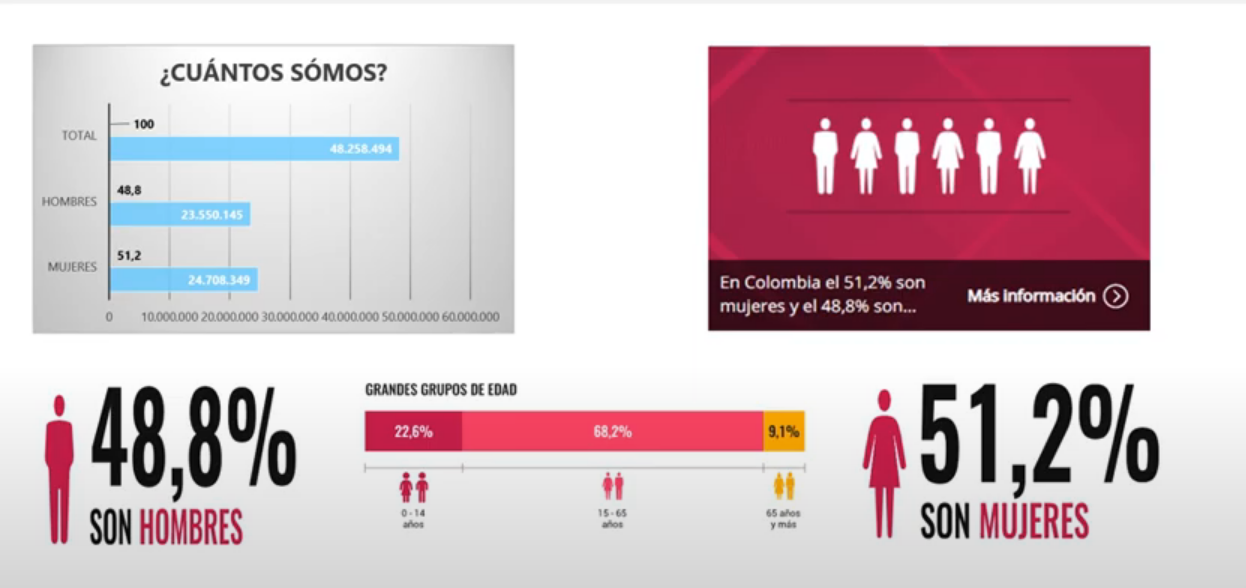 ¿CUÁNTOS SÓMOS?
TOTAL
100
48.258.494
HOMBRES
48,8
23.550.145
MUJERES
51,2
24.708.349
0 10.000.000 20.000.000 30.000.000 40.000.000 50.000.000 60.000.000
En Colombia el 51,2% son
mujeres y el 48,8% son...
Más información
48,8%
SON HOMBRES
GRANDES GRUPOS DE EDAD
22,6% 68,2% 9,1%
0 - 14
años
15 - 65
años
65 años
y más
51,2%
SON MUJERES